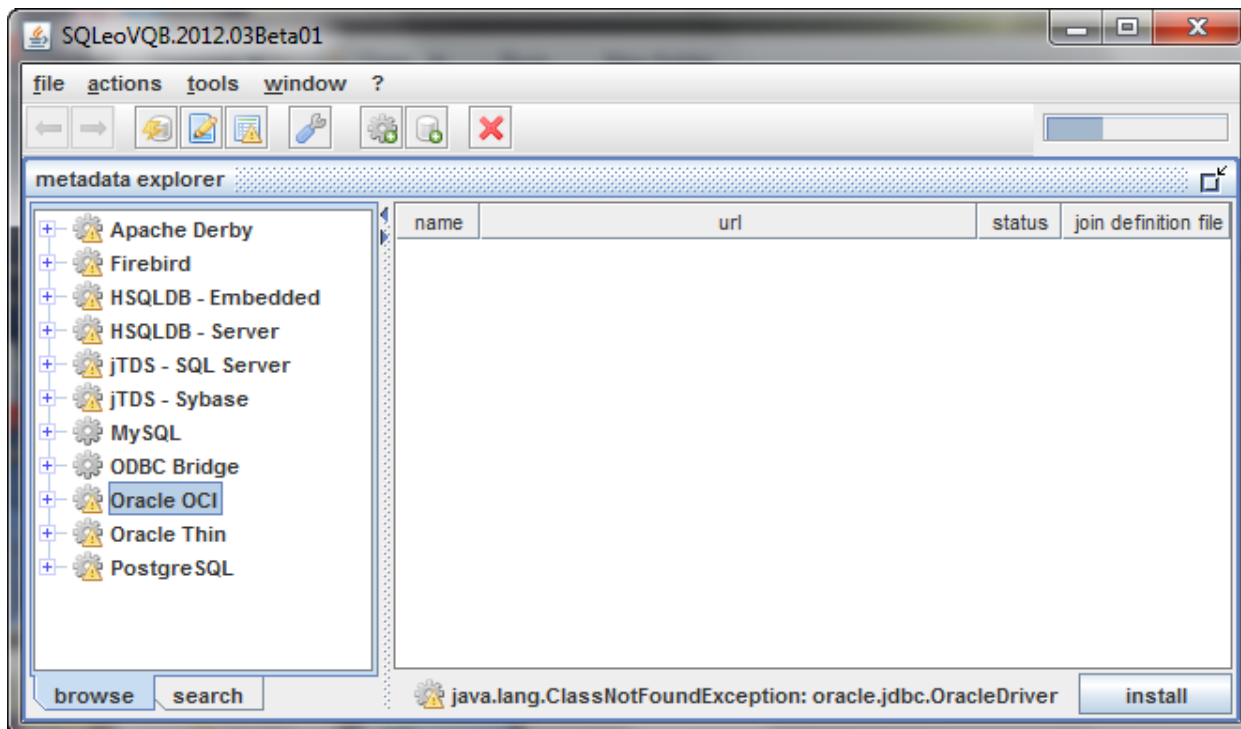 SQLeoVQB.2012.03Beta01
file actions tools window ?
metadata explorer
name url status join definition file
Apache Derby
Firebird
HSQLDB - Embedded
HSQLDB - Server
jTDS - SQL Server
jTDS - Sybase
MySQL
ODBC Bridge
Oracle OCI
Oracle Thin
PostgreSQL
browse search
java.lang.ClassNotFoundException: oracle.jdbc.OracleDriver install